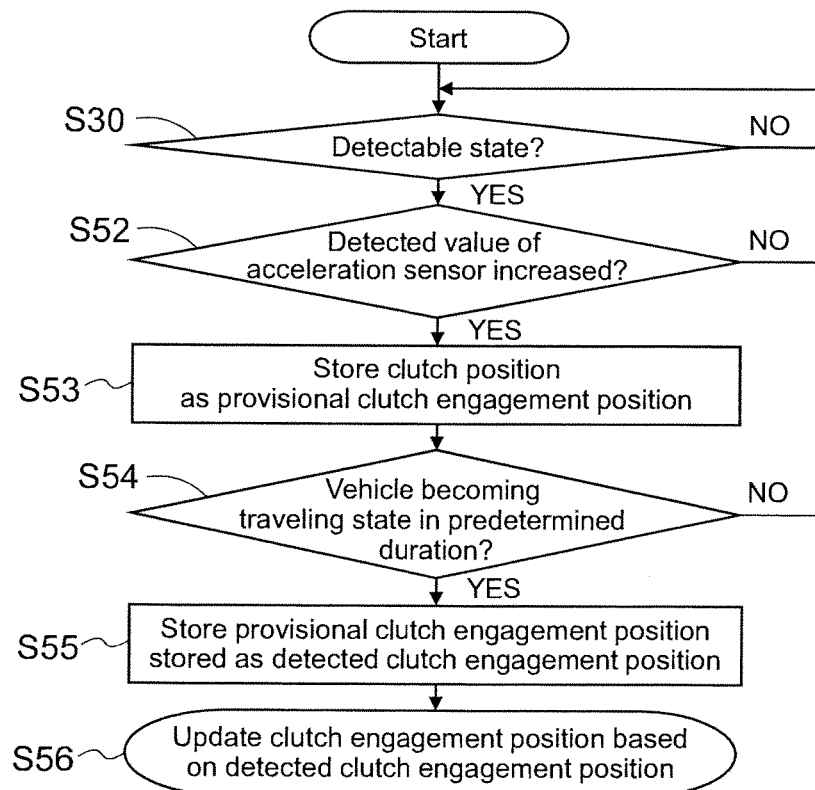 Start
S30
Detectable state?
NO
YES
S52
Detected value of
acceleration sensor increased?
NO
YES
S53
Store clutch position
as provisional clutch engagement position
S54
Vehicle becoming
traveling state in predetermined
duration?
NO
YES
S55
Store provisional clutch engagement position
stored as detected clutch engagement position
S56
Update clutch engagement position based
on detected clutch engagement position